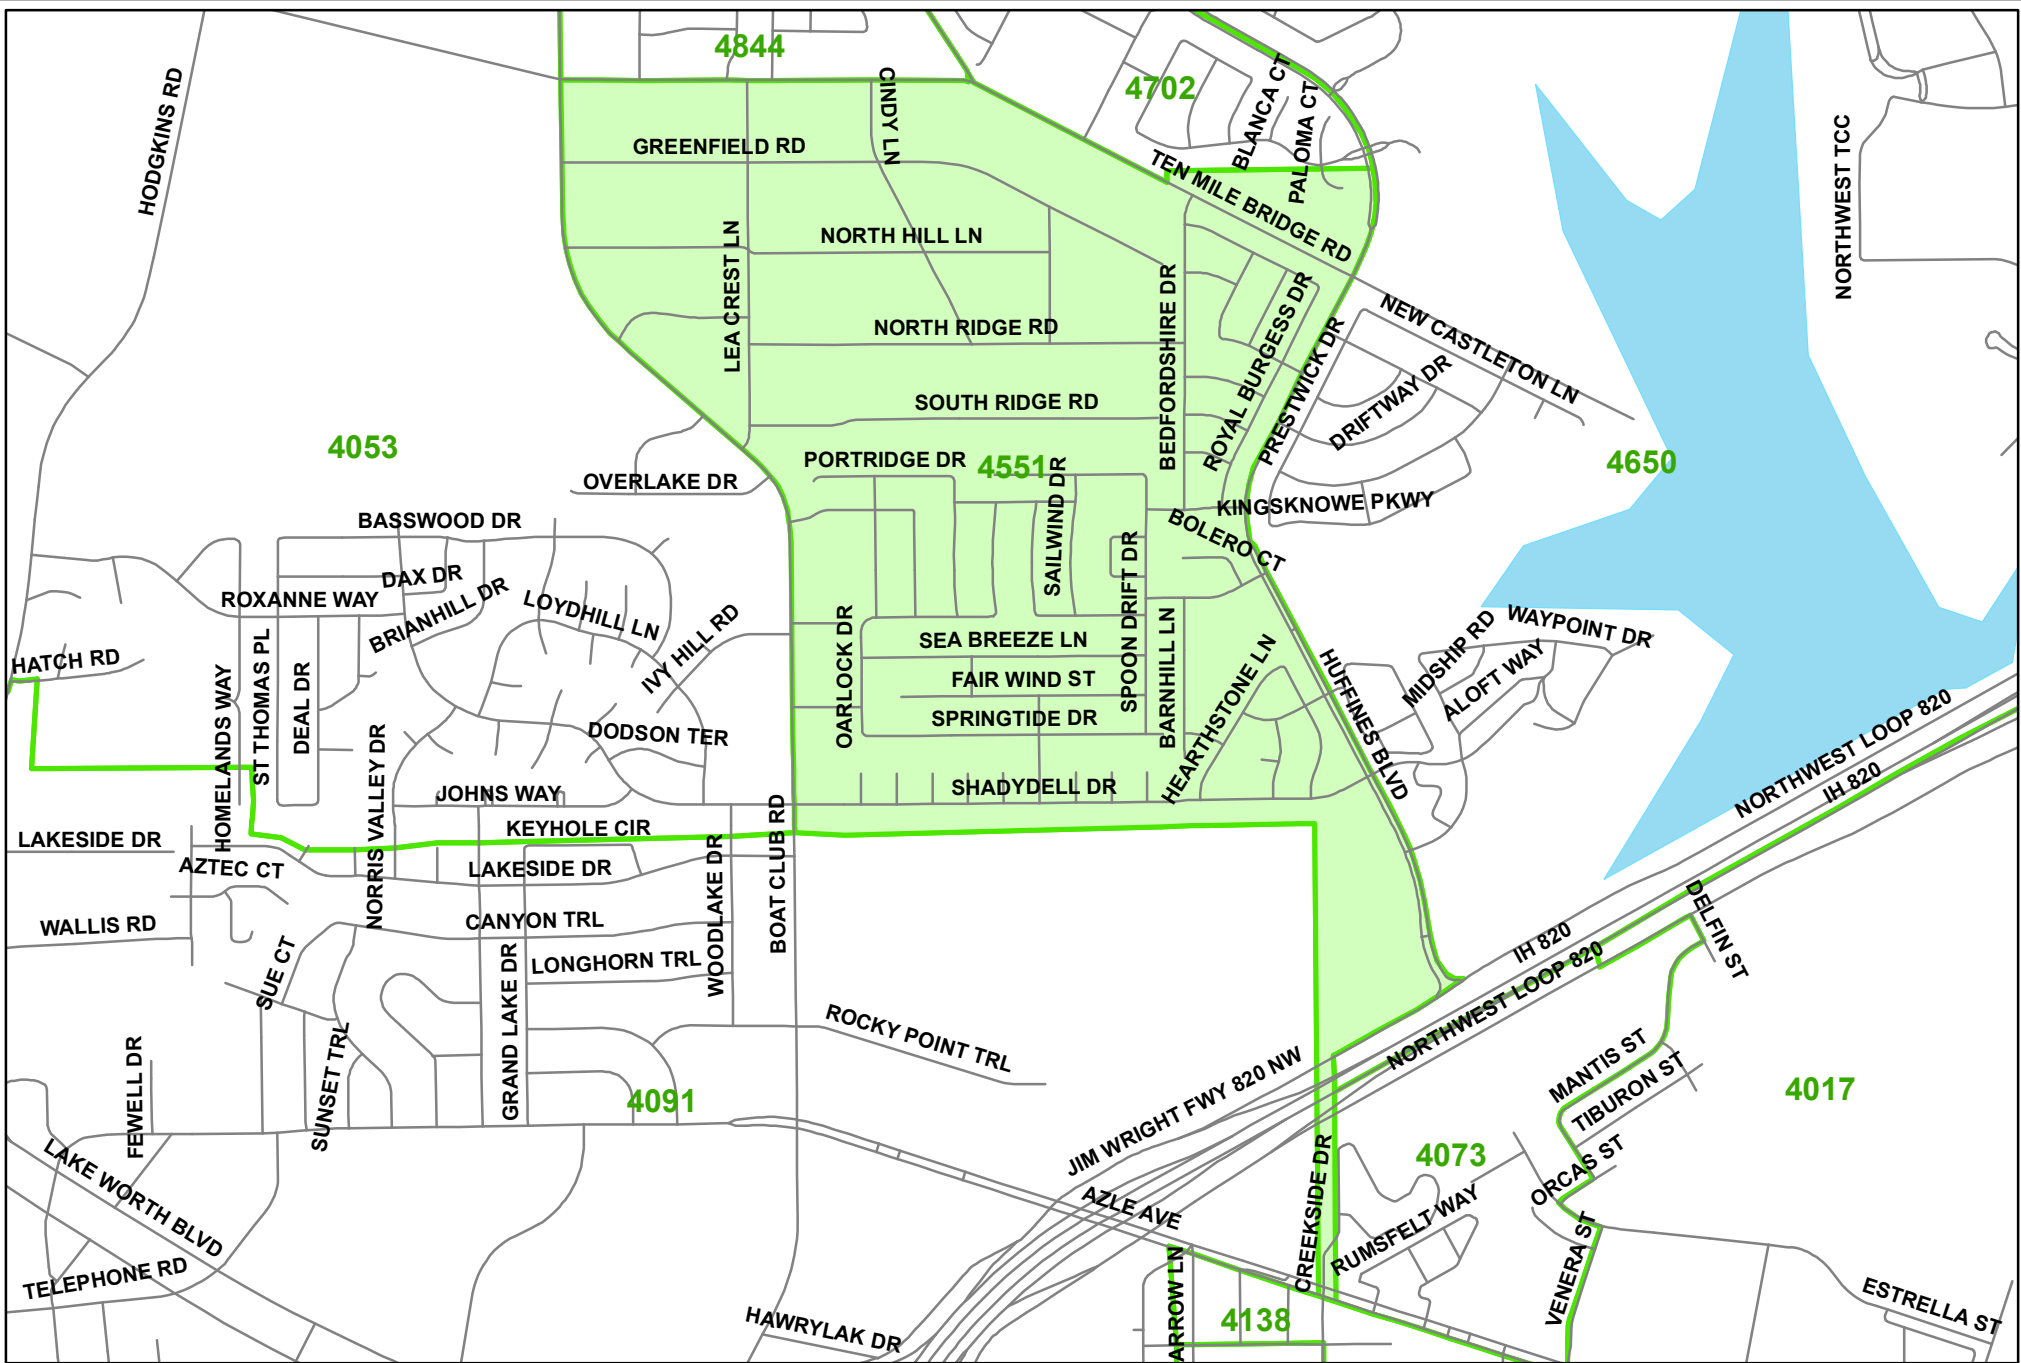 4844
4702
HODGKINS RD
CINDY LN
BLANCA CT
PALOMA CT
GREENFIELD RD
TEN MILE BRIDGE RD
NORTHWEST TCC
NORTH HILL LN
LEA CREST LN
BEDFORDSHIRE DR
ROYAL BURGESS DR
NORTH RIDGE RD
NEW CASTLETON LN
PRESTWICK DR
DRIFTWAY DR
SOUTH RIDGE RD
4053
PORTRIDGE DR
4551
4650
OVERLAKE DR
SAILWIND DR
KINGSKNOWE PKWY
BASSWOOD DR
BOLERO CT
DAX DR
ROXANNE WAY
BRIANHILL DR
LOYDHILL LN
IVY HILL RD
OARLOCK DR
SEA BREEZE LN
SPOON DRIFT DR
BARNHILL LN
HEARTHSTONE LN
HUFFINES BLVD
MIDSHIP RD
WAYPOINT DR
ALOFT WAY
HATCH RD
HOMELANDS WAY
ST THOMAS PL
DEAL DR
FAIR WIND ST
SPRINGTIDE DR
DODSON TER
NORRIS VALLEY DR
JOHNS WAY
SHADYDELL DR
NORTHWEST LOOP 820
IH 820
KEYHOLE CIR
BOAT CLUB RD
WOODLAKE DR
LAKESIDE DR
AZTEC CT
LAKESIDE DR
WALLIS RD
CANYON TRL
DELFIN ST
SUE CT
GRAND LAKE DR
LONGHORN TRL
IH 820
NORTHWEST LOOP 820
ROCKY POINT TRL
FEWELL DR
SUNSET TRL
4091
JIM WRIGHT FWY 820 NW
MANTIS ST
TIBURON ST
4017
LAKE WORTH BLVD
4073
ORCAS ST
AZLE AVE
CREEKSIDE DR
RUMSFELT WAY
TELEPHONE RD
ARROW LN
VENERA ST
ESTRELLA ST
HAWRYLAK DR
4138